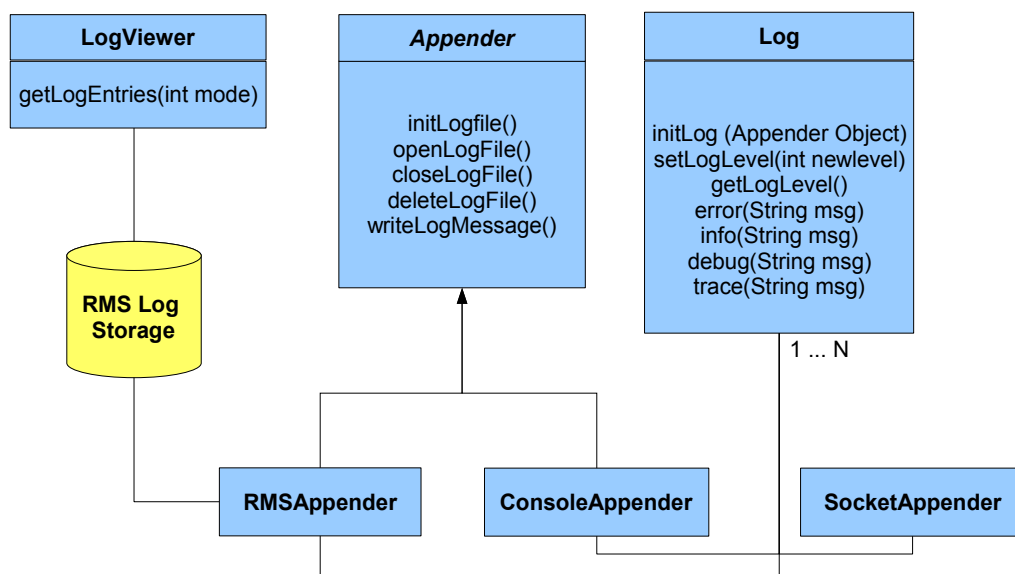 LogViewer
getLogEntries(int mode)
Appender
initLogfile()
openLogFile()
closeLogFile()
deleteLogFile()
writeLogMessage()
Log
initLog (Appender Object)
setLogLevel(int newlevel)
getLogLevel()
error(String msg)
info(String msg)
debug(String msg)
trace(String msg)
1 ... N
RMS Log
Storage
RMSAppender
ConsoleAppender
SocketAppender